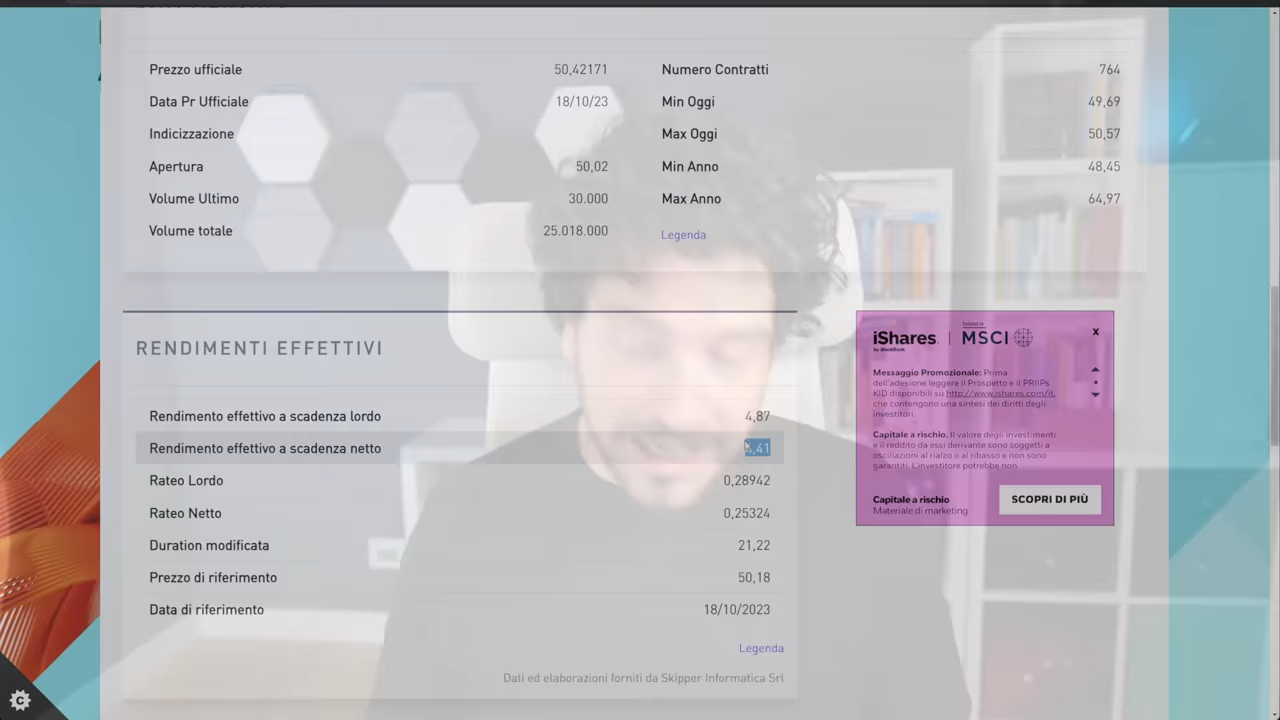 Prezzo ufficiale 50,42171
Data Pr Ufficiale 18/10/23
Indicizzazione
Apertura 50,02
Volume Ultimo 30.000
Volume totale 25.018.000
Numero Contratti 764
Min Oggi 49,69
Max Oggi 50,57
Min Anno 48,45
Max Anno 64,97
Legenda
RENDIMENTI EFFETTIVI
Rendimento effettivo a scadenza lordo 4,87
Rendimento effettivo a scadenza netto ,41
Rateo Lordo 0,28942
Rateo Netto 0,25324
Duration modificata 21,22
Prezzo di riferimento 50,18
Data di riferimento 18/10/2023
Legenda
Dati ed elaborazioni forniti da Skipper Informatica Srl
iShares. MSCI X
by BlackRock
Messaggio Promozionale: Prima
dell'adesione leggere il Prospetto e il PRIIPs
KID disponibili su http://www.ishares.com/it,
che contengono una sintesi dei diritti degli
investitori.
Capitale a rischio. Il valore degli investimenti
e il reddito da essi derivante sono soggetti a
oscillazioni al rialzo o al ribasso e non sono
garantiti. L'investitore potrebbe non
Capitale a rischio
Materiale di marketing
SCOPRI DI PIÙ